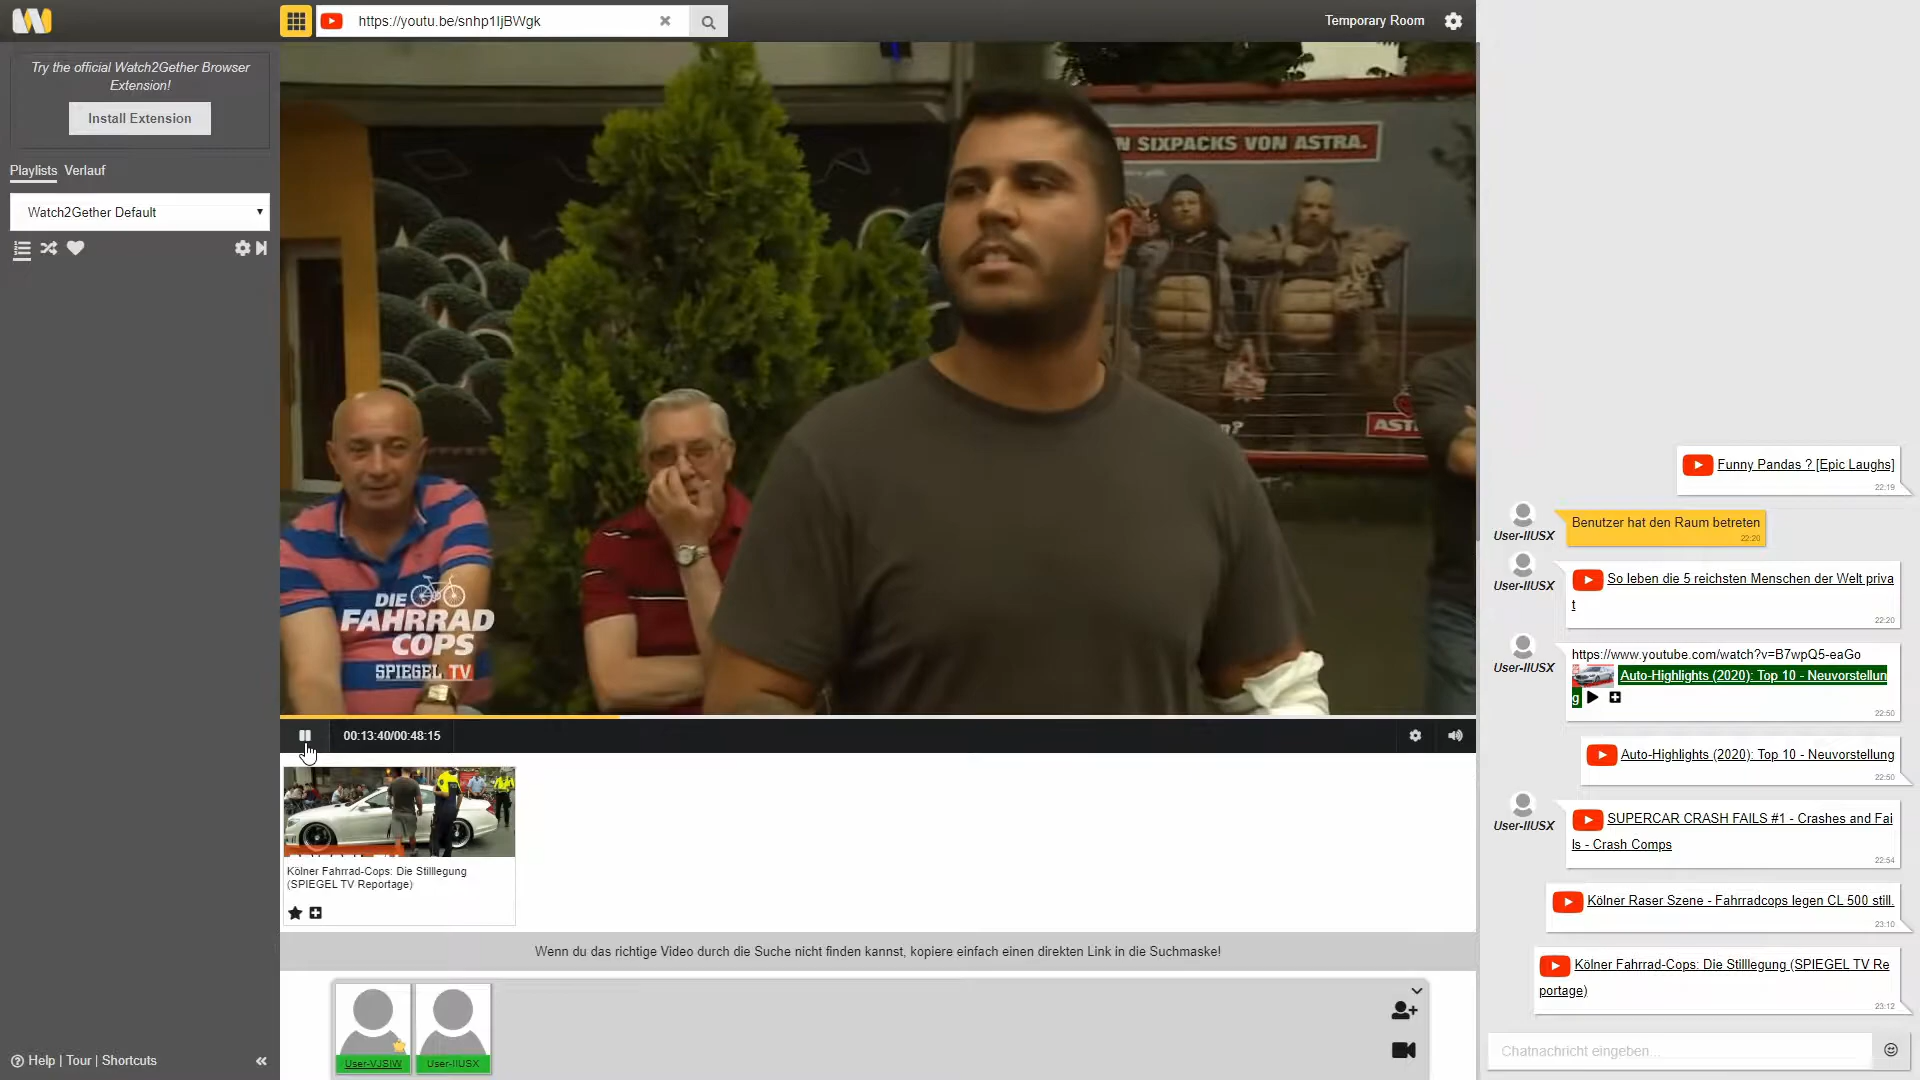 https://youtu.be/snhp1IjBWgk
Temporary Room
Try the official Watch2Gether Browser
Extension!
Install Extension
Playlists Verlauf
Watch2Gether Default
N SIXPACKS VON ASTRA.
AST
DIE
FAHRRAD
COPS
SPIEGEL TV
00:13:40/00:48:15
Kölner Fahrrad-Cops: Die Stilllegung
(SPIEGEL TV Reportage)
Wenn du das richtige Video durch die Suche nicht finden kannst, kopiere einfach einen direkten Link in die Suchmaske!
User-VJSIW
User-IIUSX
Help | Tour | Shortcuts
Funny Pandas ? [Epic Laughs]
22:19
User-IIUSX
Benutzer hat den Raum betreten
22:20
User-IIUSX
So leben die 5 reichsten Menschen der Welt priva
t
22:20
User-IIUSX
https://www.youtube.com/watch?v=B7wpQ5-eaGo
Auto-Highlights (2020): Top 10 - Neuvorstellun
g
22:50
Auto-Highlights (2020): Top 10 - Neuvorstellung
22:50
User-IIUSX
SUPERCAR CRASH FAILS #1 - Crashes and Fai
ls - Crash Comps
22:54
Kölner Raser Szene - Fahrradcops legen CL 500 still.
23:10
Kölner Fahrrad-Cops: Die Stilllegung (SPIEGEL TV Re
portage)
23:12
Chatnachricht eingeben...